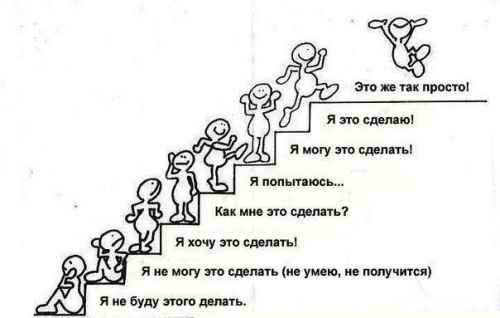 Это же так просто!
Я это сделаю!
Я могу это сделать!
Я попытаюсь...
Как мне это сделать?
Я хочу это сделать!
Я не могу это сделать (не умею, не получится)
Я не буду этого делать.